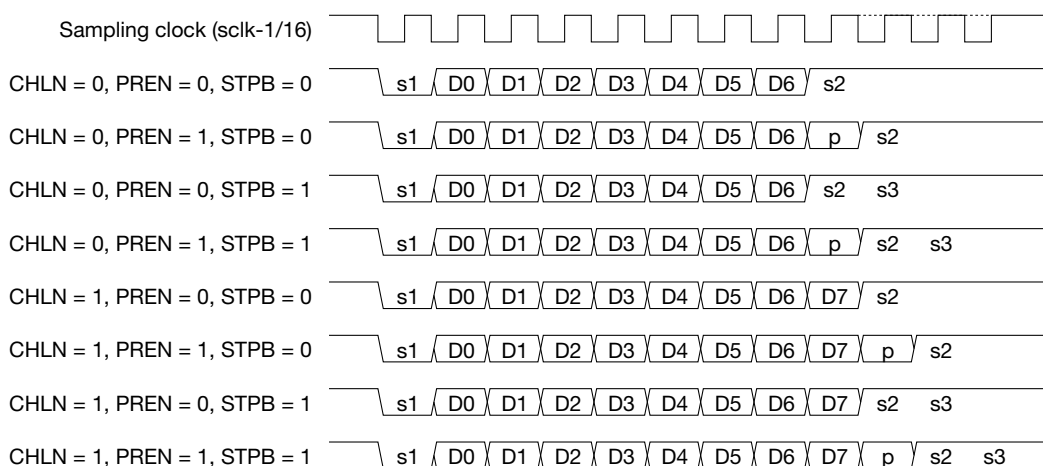 Sampling clock (sclk-1/16)
CHLN = 0, PREN = 0, STPB = 0 s1 D0 D1 D2 D3 D4 D5 D6 s2
CHLN = 0, PREN = 1, STPB = 0 s1 D0 D1 D2 D3 D4 D5 D6 p s2
CHLN = 0, PREN = 0, STPB = 1 s1 D0 D1 D2 D3 D4 D5 D6 s2 s3
CHLN = 0, PREN = 1, STPB = 1 s1 D0 D1 D2 D3 D4 D5 D6 p s2 s3
CHLN = 1, PREN = 0, STPB = 0 s1 D0 D1 D2 D3 D4 D5 D6 D7 s2
CHLN = 1, PREN = 1, STPB = 0 s1 D0 D1 D2 D3 D4 D5 D6 D7 p s2
CHLN = 1, PREN = 0, STPB = 1 s1 D0 D1 D2 D3 D4 D5 D6 D7 s2 s3
CHLN = 1, PREN = 1, STPB = 1 s1 D0 D1 D2 D3 D4 D5 D6 D7 p s2 s3